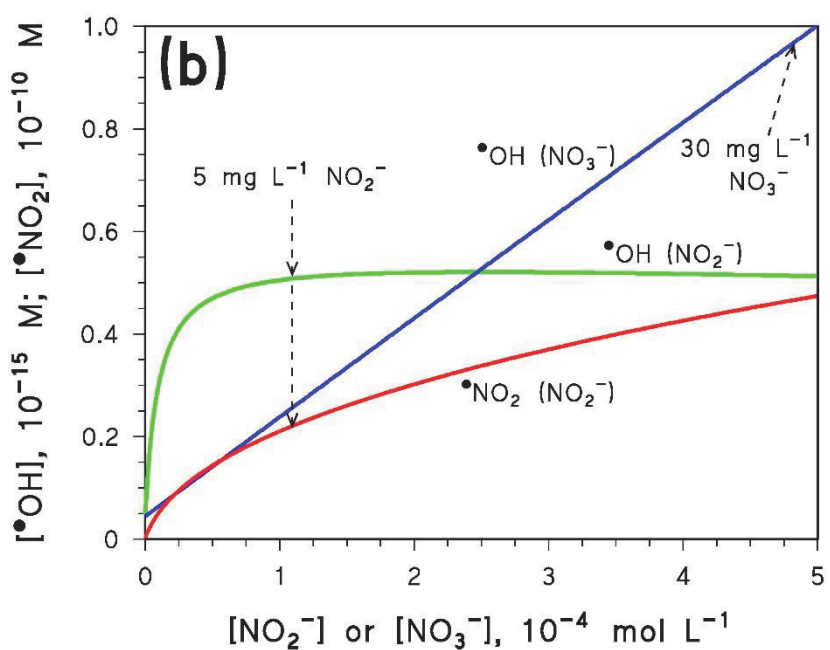 (b)
[•OH], 10⁻¹⁵ M; [•NO₂], 10⁻¹⁰ M
1.0
0.8
0.6
0.4
0.2
0
5 mg L⁻¹ NO₂⁻
•OH (NO₃⁻)
30 mg L⁻¹
NO₃⁻
•OH (NO₂⁻)
•NO₂ (NO₂⁻)
0 1 2 3 4 5
[NO₂⁻] or [NO₃⁻], 10⁻⁴ mol L⁻¹